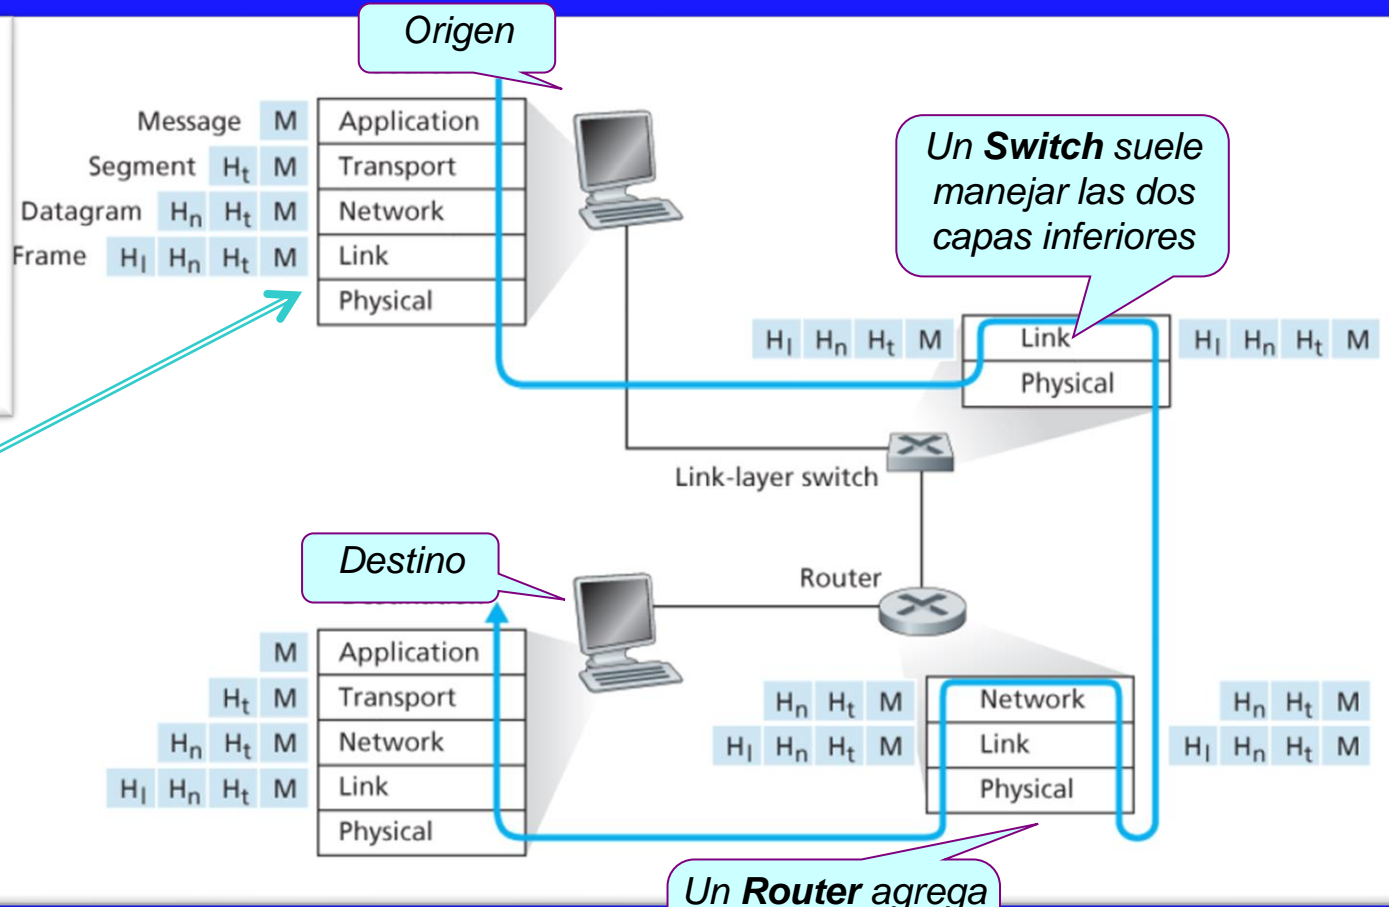 Origen
Message M Application
Segment Ht M Transport
Datagram Hn Ht M Network
Frame Hl Hn Ht M Link
Physical
Un Switch suele
manejar las dos
capas inferiores
Hl Hn Ht M Link Hl Hn Ht M
Physical
Link-layer switch
Destino
Router
M Application
Ht M Transport
Hn Ht M Network
Hl Hn Ht M Link
Physical
Hn Ht M Network Hn Ht M
Hl Hn Ht M Link Hl Hn Ht M
Physical
Un Router agrega